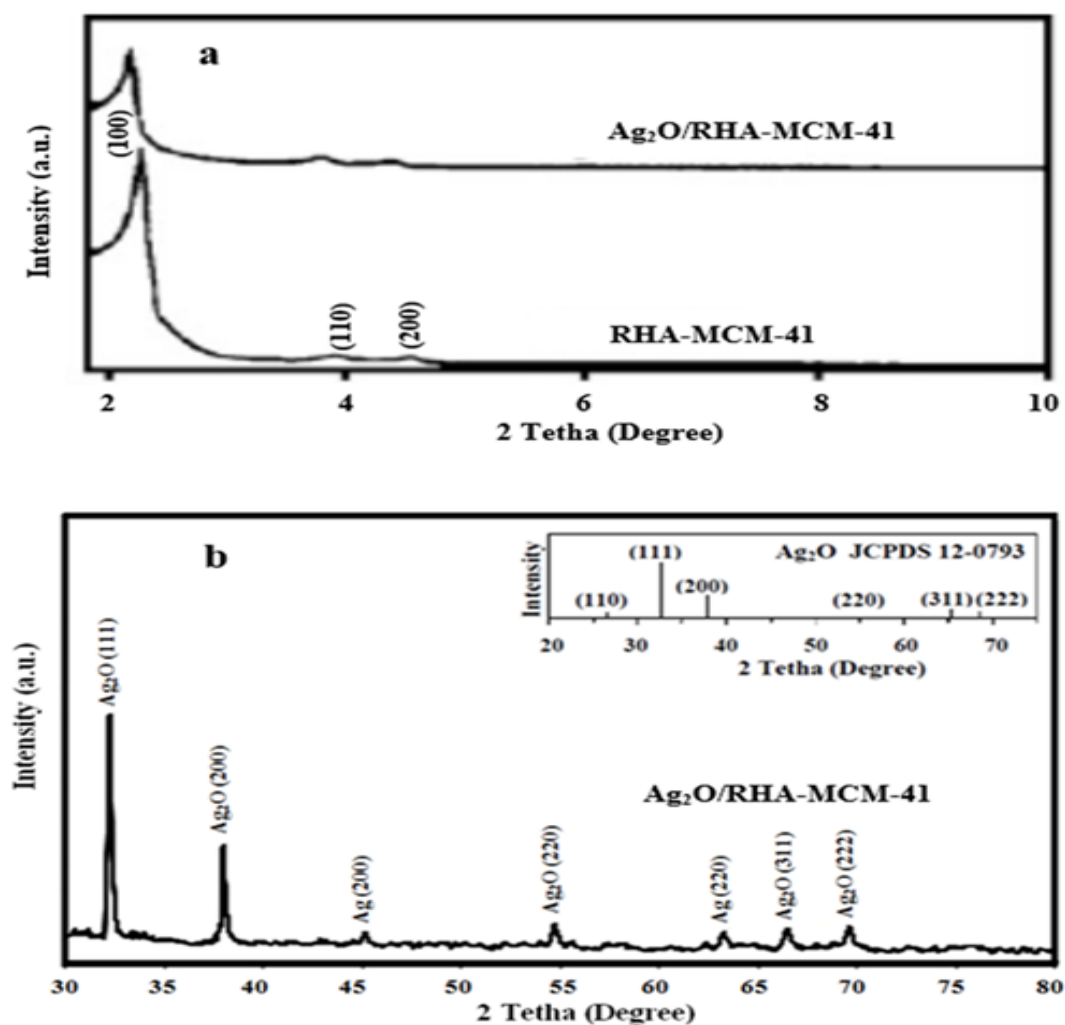 a
Ag₂O/RHA-MCM-41
(100)
Intensity (a.u.)
(110)
(200)
RHA-MCM-41
2 4 6 8 10
2 Tetha (Degree)
b
Ag₂O JCPDS 12-0793
Intensity
(110) (111) (200) (220) (311) (222)
20 30 40 50 60 70
2 Tetha (Degree)
Intensity (a.u.)
Ag₂O (111)
Ag₂O (200)
Ag (200)
Ag₂O (220)
Ag (220)
Ag₂O (311)
Ag₂O (222)
Ag₂O/RHA-MCM-41
30 35 40 45 50 55 60 65 70 75 80
2 Tetha (Degree)